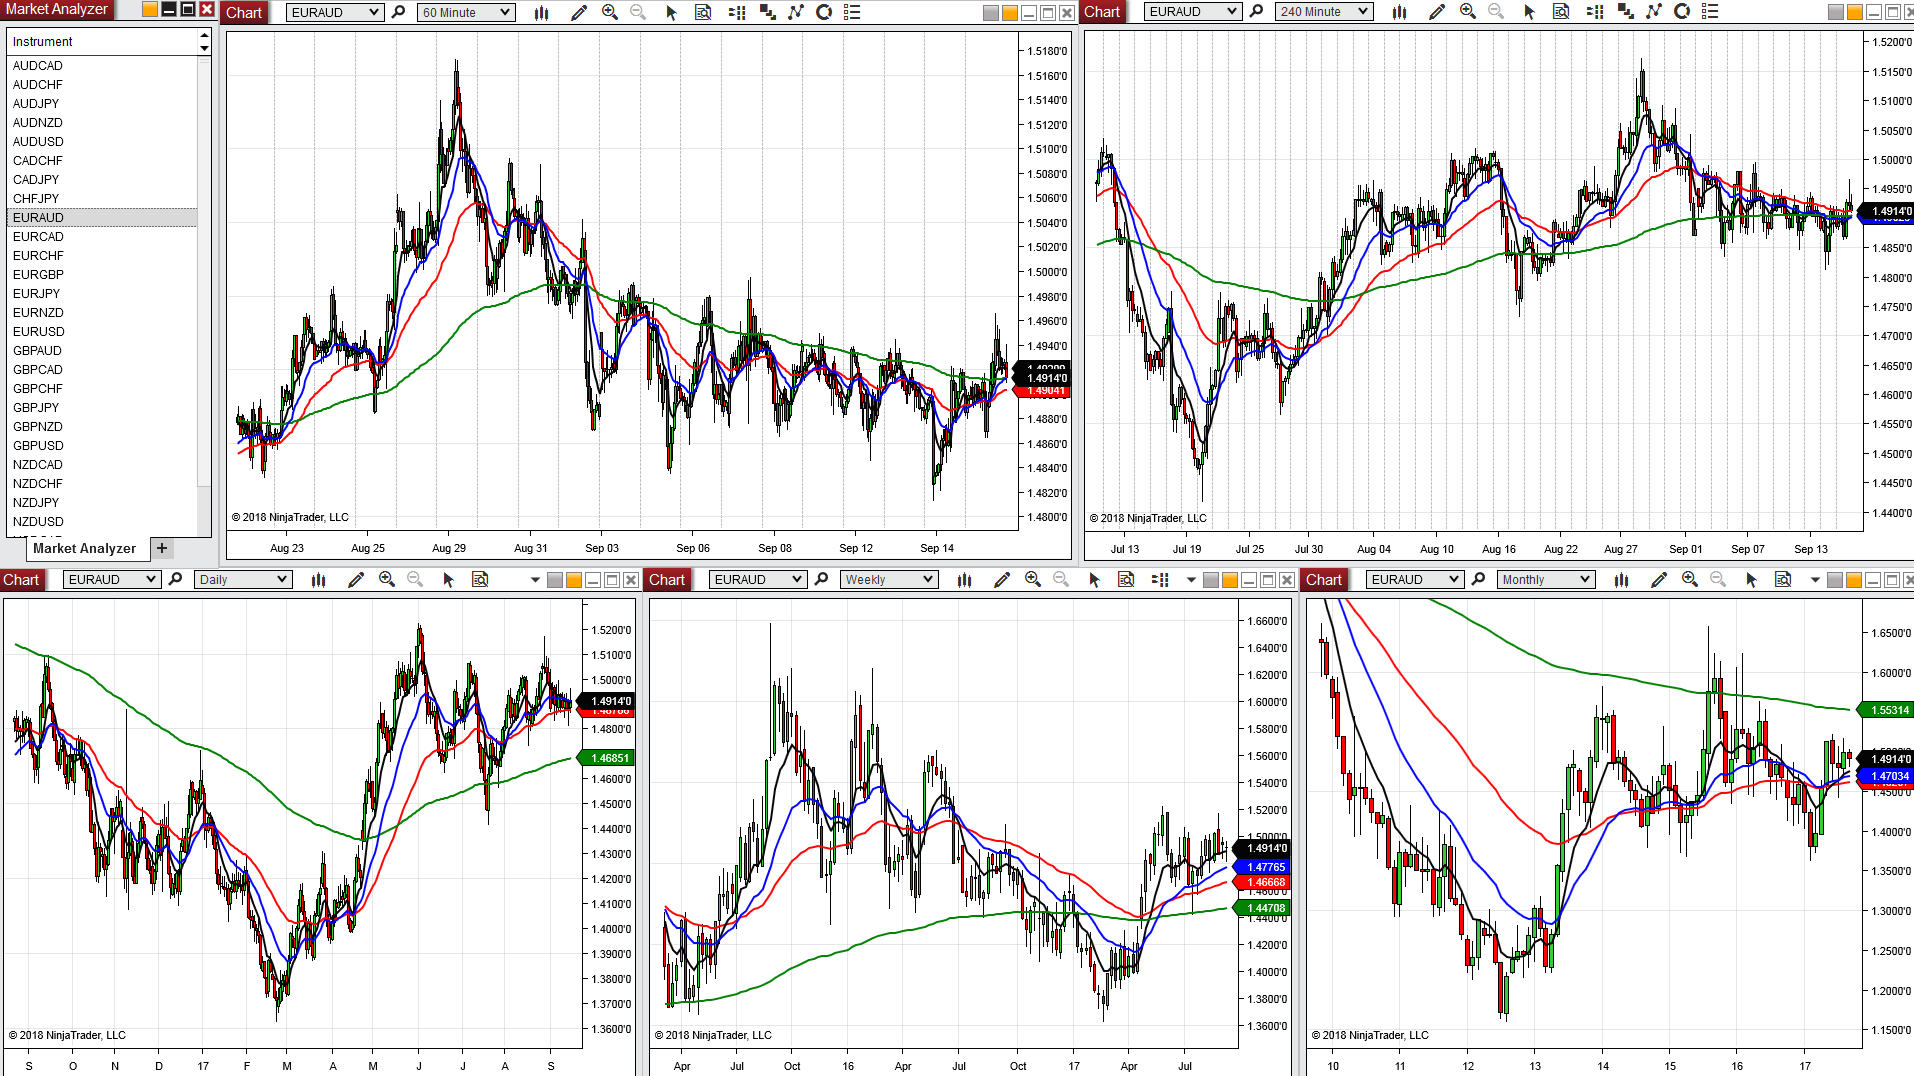 Market Analyzer
Instrument
AUDCAD
AUDCHF
AUDJPY
AUDNZD
AUDUSD
CADCHF
CADJPY
CHFJPY
EURAUD
EURCAD
EURCHF
EURGBP
EURJPY
EURNZD
EURUSD
GBPAUD
GBPCAD
GBPCHF
GBPJPY
GBPNZD
GBPUSD
NZDCAD
NZDCHF
NZDJPY
NZDUSD
Market Analyzer +
Chart EURAUD 60 Minute
1.5180'0
1.5160'0
1.5140'0
1.5120'0
1.5100'0
1.5080'0
1.5060'0
1.5040'0
1.5020'0
1.5000'0
1.4980'0
1.4960'0
1.4940'0
1.4914'0
1.49041
1.4880'0
1.4860'0
1.4840'0
1.4820'0
1.4800'0
© 2018 NinjaTrader, LLC
Aug 23 Aug 25 Aug 29 Aug 31 Sep 03 Sep 06 Sep 08 Sep 12 Sep 14
Chart EURAUD 240 Minute
1.5200'0
1.5150'0
1.5100'0
1.5050'0
1.5000'0
1.4950'0
1.4914'0
1.4850'0
1.4800'0
1.4750'0
1.4700'0
1.4650'0
1.4600'0
1.4550'0
1.4500'0
1.4450'0
1.4400'0
© 2018 NinjaTrader, LLC
Jul 13 Jul 19 Jul 25 Jul 30 Aug 04 Aug 10 Aug 16 Aug 22 Aug 27 Sep 01 Sep 07 Sep 13
Chart EURAUD Daily
1.5200'0
1.5100'0
1.5000'0
1.4914'0
1.4800'0
1.46851
1.4600'0
1.4500'0
1.4400'0
1.4300'0
1.4200'0
1.4100'0
1.4000'0
1.3900'0
1.3800'0
1.3700'0
1.3600'0
© 2018 NinjaTrader, LLC
S O N D 17 F M A M J J A S
Chart EURAUD Weekly
1.6600'0
1.6400'0
1.6200'0
1.6000'0
1.5800'0
1.5600'0
1.5400'0
1.5200'0
1.5000'0
1.4914'0
1.47765
1.46668
1.44708
1.4400'0
1.4200'0
1.4000'0
1.3800'0
1.3600'0
© 2018 NinjaTrader, LLC
Apr Jul Oct 16 Apr Jul Oct 17 Apr Jul
Chart EURAUD Monthly
1.6500'0
1.6000'0
1.55314
1.4914'0
1.47034
1.4500'0
1.4000'0
1.3500'0
1.3000'0
1.2500'0
1.2000'0
1.1500'0
© 2018 NinjaTrader, LLC
10 11 12 13 14 15 16 17